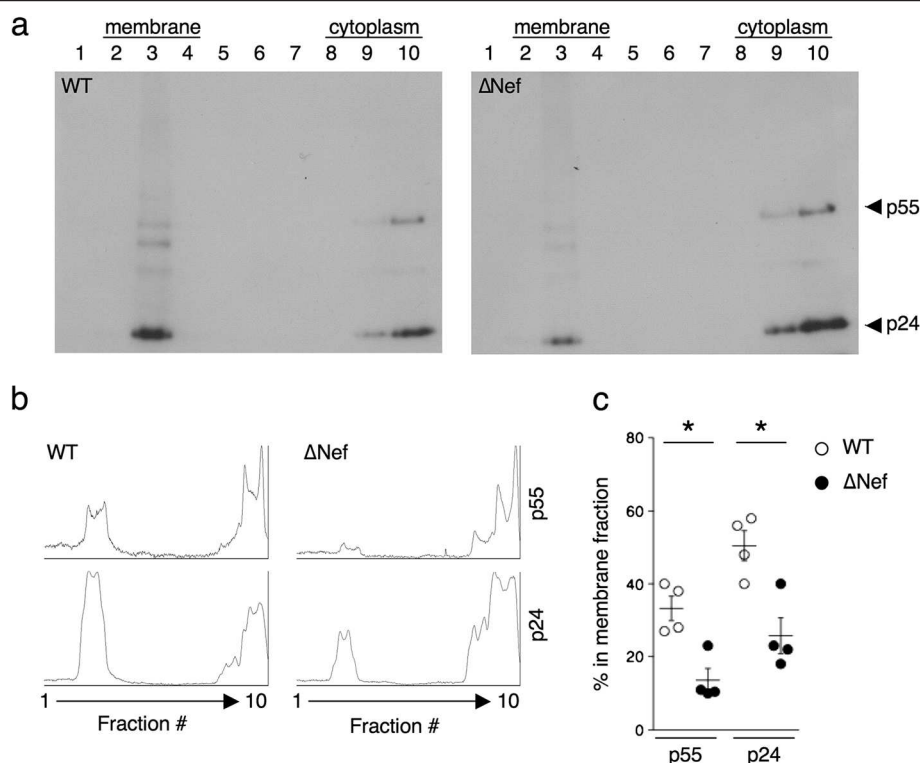 a
membrane cytoplasm membrane cytoplasm
1 2 3 4 5 6 7 8 9 10 1 2 3 4 5 6 7 8 9 10
WT ΔNef
◄ p55
◄ p24
b
WT ΔNef
p55
p24
1 10 1 10
Fraction # Fraction #
c
* *
WT
ΔNef
% in membrane fraction
80
60
40
20
0
p55 p24